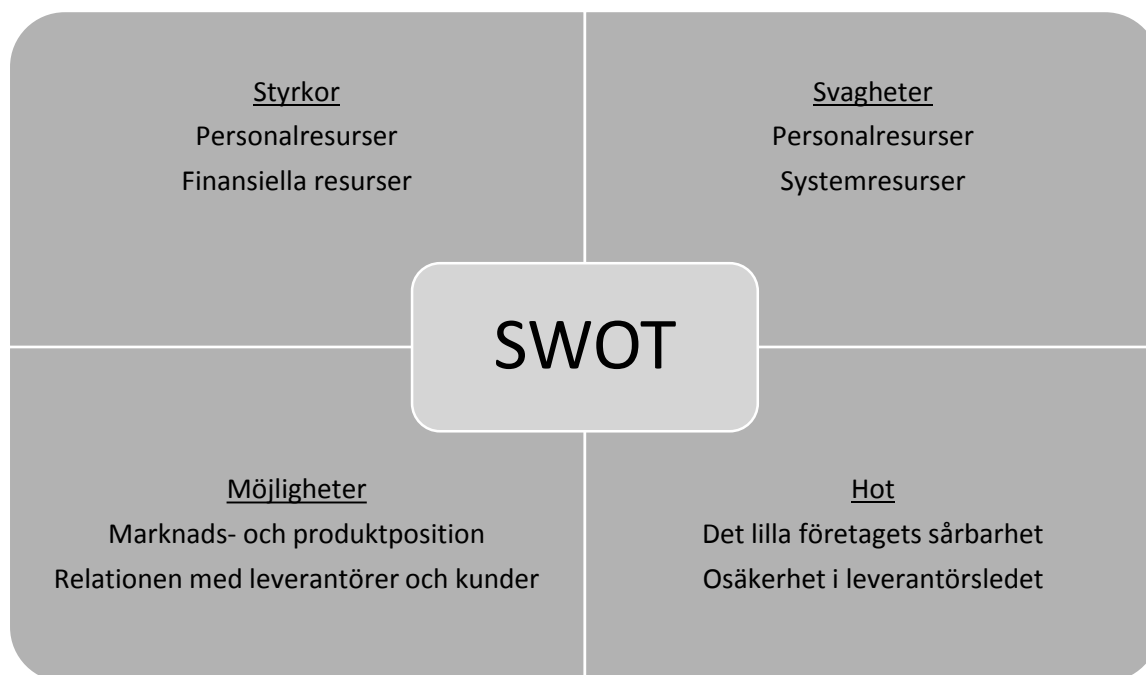 Styrkor
Personalresurser
Finansiella resurser
Svagheter
Personalresurser
Systemresurser
SWOT
Möjligheter
Marknads- och produktposition
Relationen med leverantörer och kunder
Hot
Det lilla företagets sårbarhet
Osäkerhet i leverantörsledet